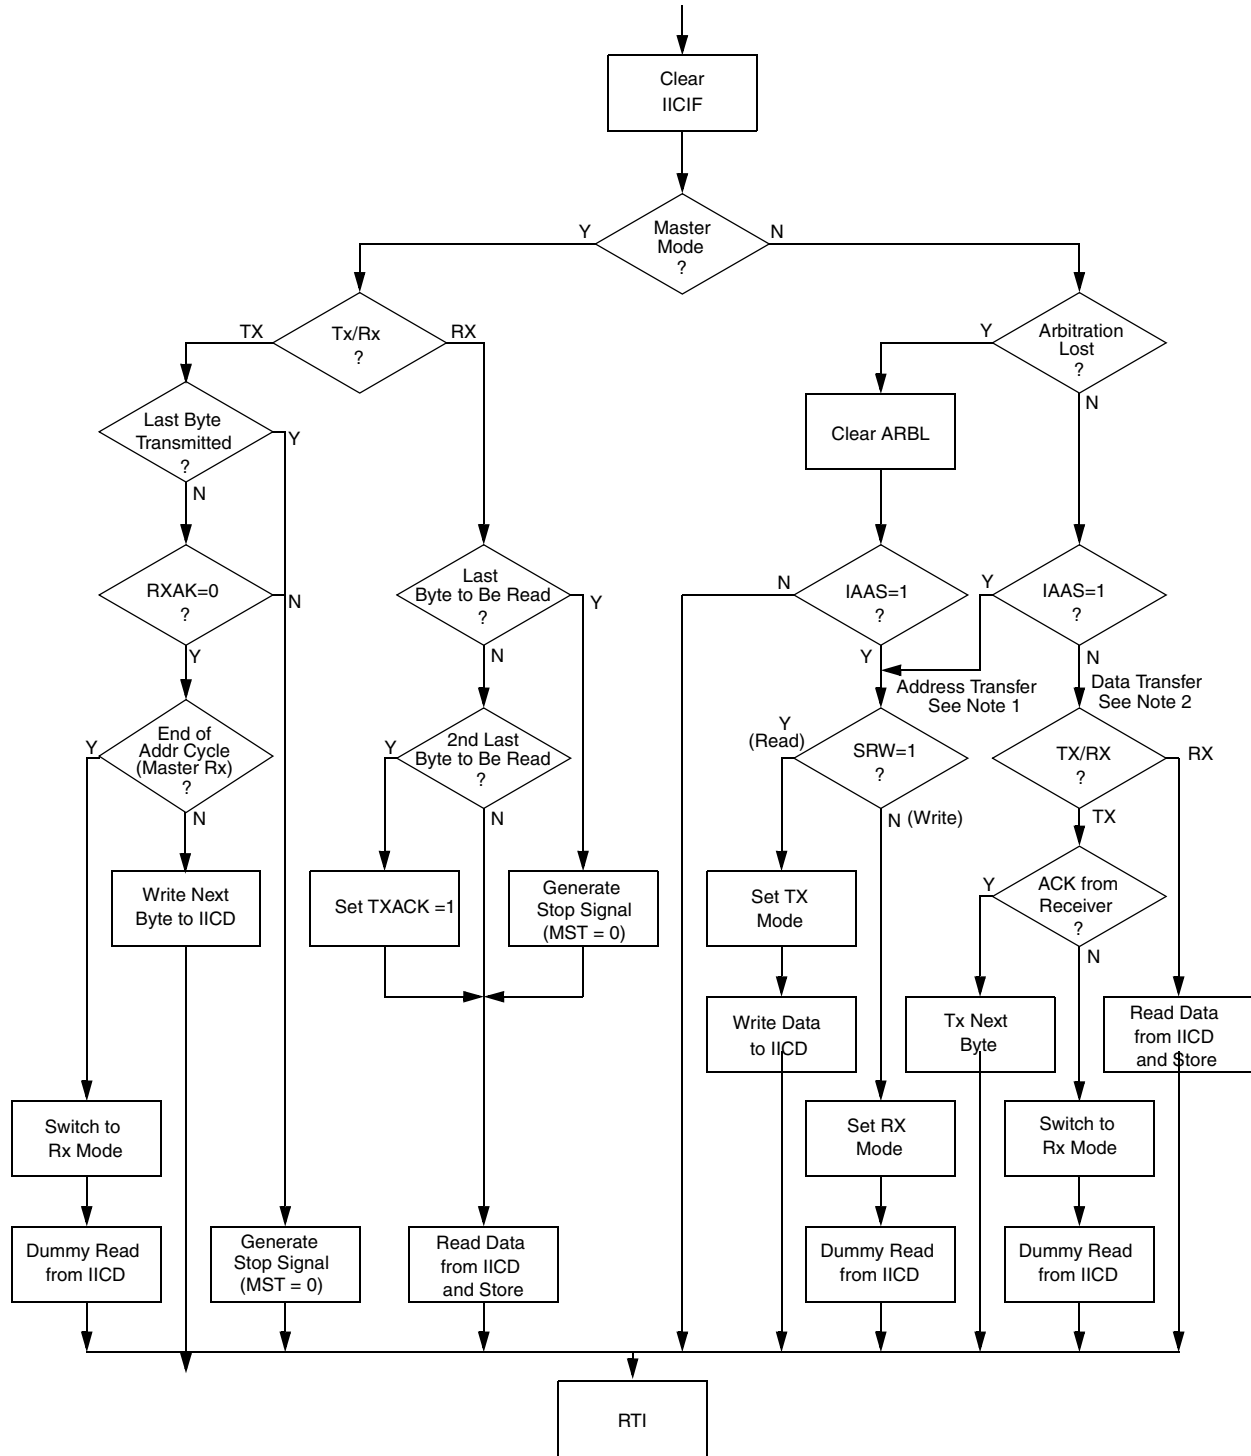 Clear
IICIF
Master
Mode
?
Y
N
Tx/Rx
?
TX
RX
Arbitration
Lost
?
Y
N
Last Byte
Transmitted
?
Y
N
Clear ARBL
RXAK=0
?
N
Y
Last
Byte to Be Read
?
Y
N
IAAS=1
?
N
Y
IAAS=1
?
Y
N
Address Transfer
See Note 1
Data Transfer
See Note 2
End of
Addr Cycle
(Master Rx)
?
Y
N
2nd Last
Byte to Be Read
?
Y
N
Y
(Read)
SRW=1
?
N (Write)
TX/RX
?
RX
TX
Write Next
Byte to IICD
Set TXACK =1
Generate
Stop Signal
(MST = 0)
Set TX
Mode
ACK from
Receiver
?
Y
N
Write Data
to IICD
Tx Next
Byte
Read Data
from IICD
and Store
Switch to
Rx Mode
Set RX
Mode
Switch to
Rx Mode
Dummy Read
from IICD
Generate
Stop Signal
(MST = 0)
Read Data
from IICD
and Store
Dummy Read
from IICD
Dummy Read
from IICD
RTI